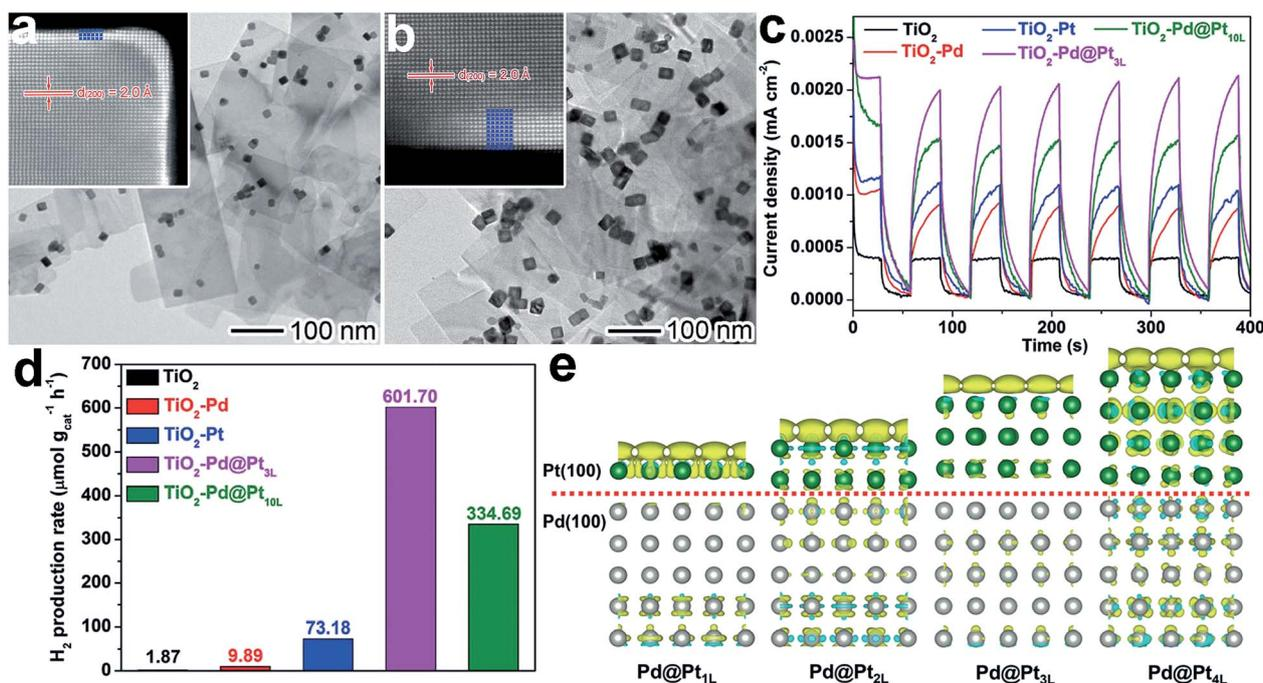 a
d(200) = 2.0 Å
100 nm
b
d(200) = 2.0 Å
100 nm
c
TiO2
TiO2-Pt
TiO2-Pd@Pt10L
TiO2-Pd
TiO2-Pd@Pt3L
Current density (mA cm-2)
0.0025
0.0020
0.0015
0.0010
0.0005
0.0000
0 100 200 300 400
Time (s)
d
H2 production rate (μmol gcat-1 h-1)
700
600
500
400
300
200
100
0
TiO2
TiO2-Pd
TiO2-Pt
TiO2-Pd@Pt3L
TiO2-Pd@Pt10L
1.87
9.89
73.18
601.70
334.69
e
Pt(100)
Pd(100)
Pd@Pt1L
Pd@Pt2L
Pd@Pt3L
Pd@Pt4L